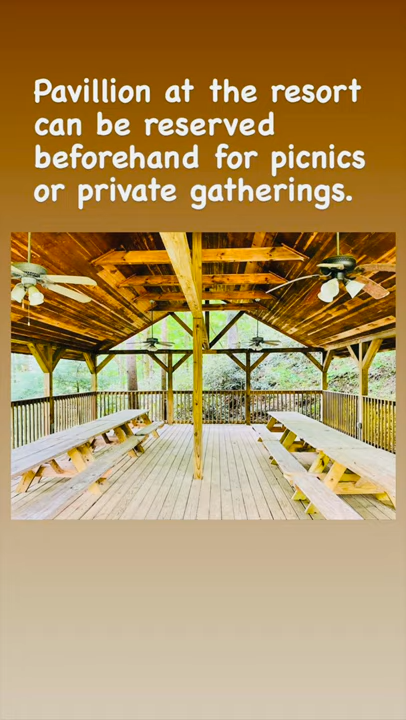 Pavillion at the resort
can be reserved
beforehand for picnics
or private gatherings.